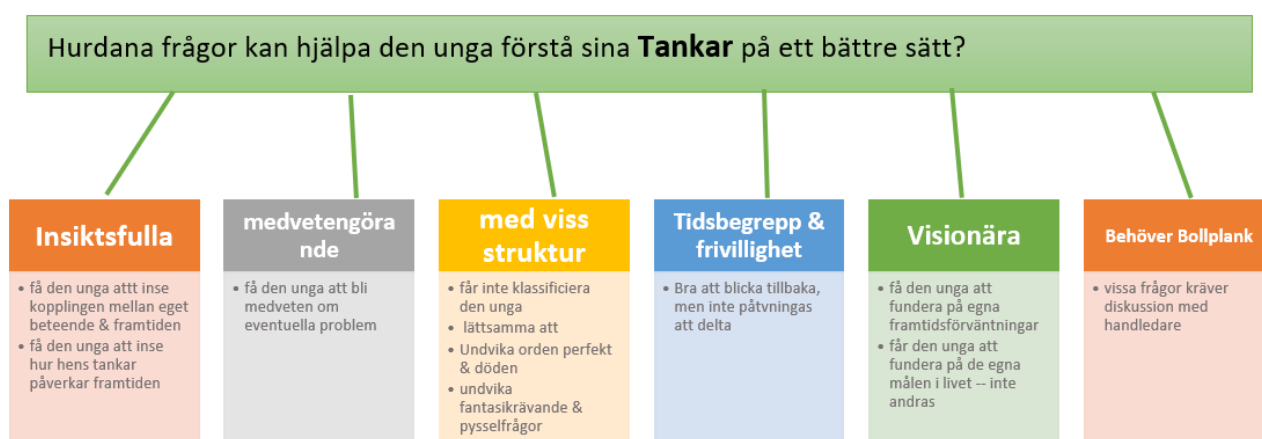 Hurdana frågor kan hjälpa den unga förstå sina Tankar på ett bättre sätt?
Insiktsfulla
• få den unga attt inse
kopplingen mellan eget
beteende & framtiden
• få den unga att inse
hur hens tankar
påverkar framtiden
medvetengöra
nde
• få den unga att bli
medveten om
eventuella problem
med viss
struktur
• får inte klassificiera
den unga
• lättsamma att
• Undvika orden perfekt
& döden
• undvika
fantasikrävande &
pysselfrågor
Tidsbegrepp &
frivillighet
• Bra att blicka tillbaka,
men inte påtvningas
att delta
Visionära
• få den unga att
fundera på egna
framtidsförväntningar
• får den unga att
fundera på de egna
målen i livet -- inte
andras
Behöver Bollplank
• vissa frågor kräver
diskussion med
handledare